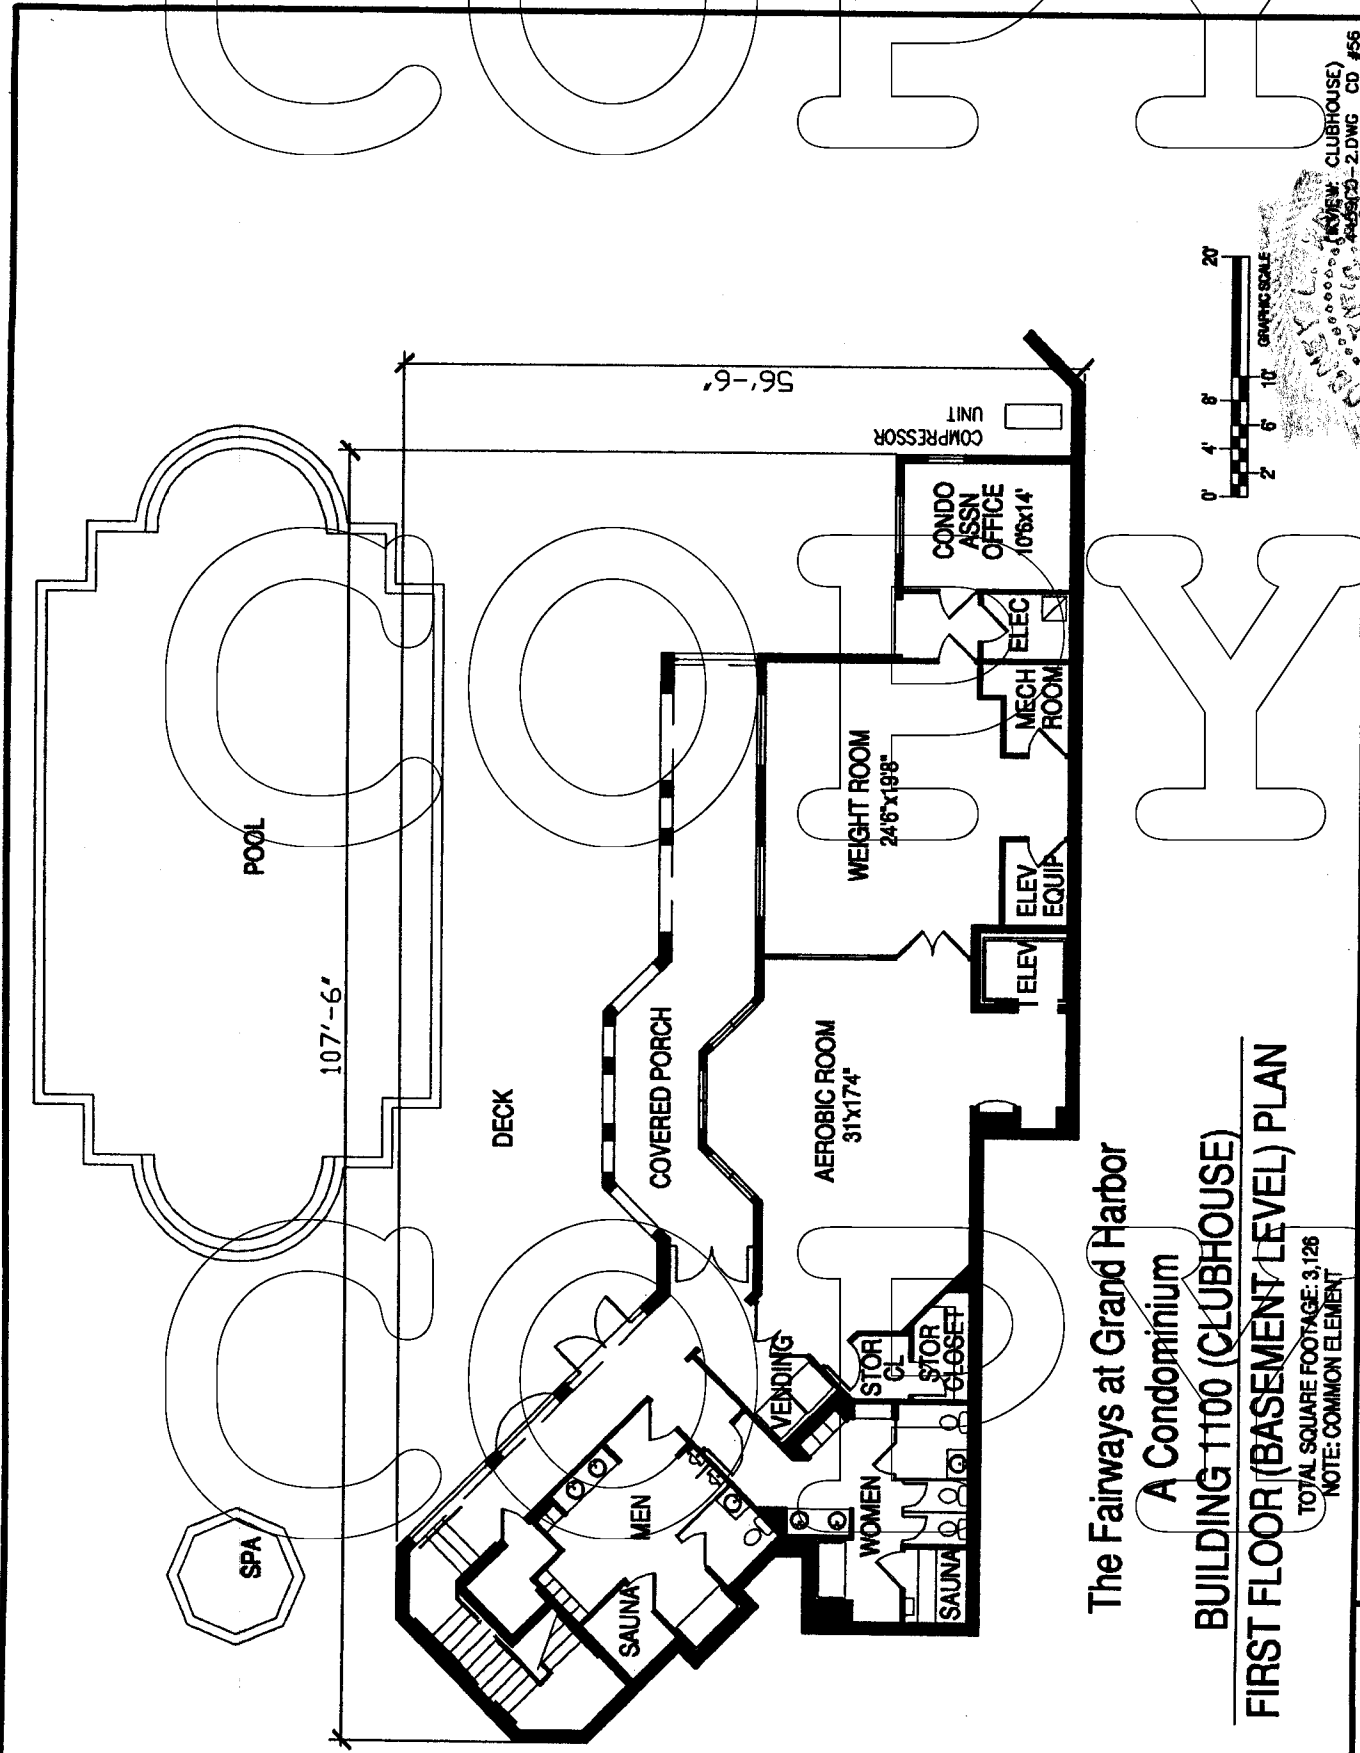 COPY
COPY
COPY
SPA
POOL
107'-6"
DECK
56'-6"
COVERED PORCH
COMPRESSOR
UNIT
CONDO
ASSN
OFFICE
10'6x14'
ELEC
MECH
ROOM
WEIGHT ROOM
24'6"x19'8"
ELEV
EQUIP
ELEV
AEROBIC ROOM
31'x17'4"
VENDING
STOR
CL
STOR
CLOSET
MEN
SAUNA
WOMEN
SAUNA
The Fairways at Grand Harbor
A Condominium
BUILDING 1100 (CLUBHOUSE)
FIRST FLOOR (BASEMENT LEVEL) PLAN
TOTAL SQUARE FOOTAGE: 3,126
NOTE: COMMON ELEMENT
0' 4' 8' 20'
2' 6' 10'
GRAPHIC SCALE
CLUBHOUSE)
-2.DWG CD #56